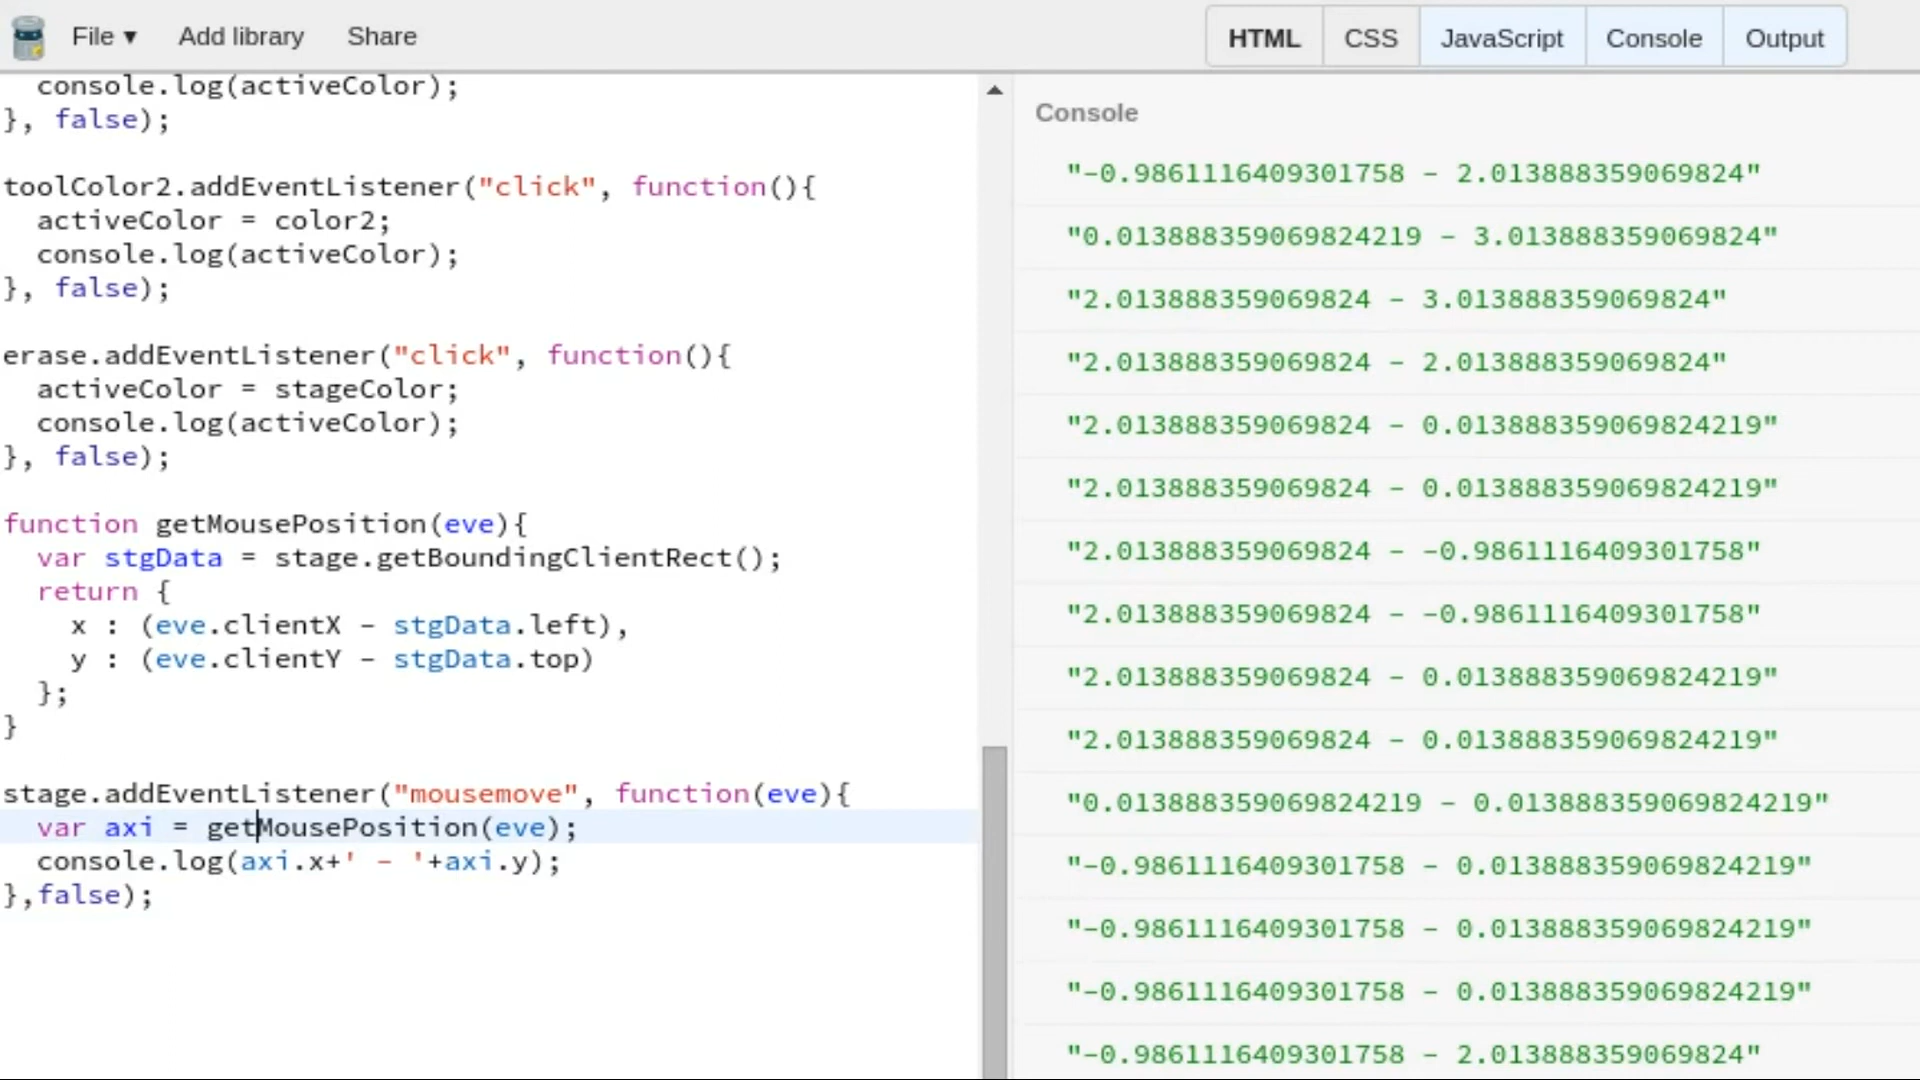 File ▾ Add library Share HTML CSS JavaScript Console Output
console.log(activeColor);
}, false);
toolColor2.addEventListener("click", function(){
activeColor = color2;
console.log(activeColor);
}, false);
erase.addEventListener("click", function(){
activeColor = stageColor;
console.log(activeColor);
}, false);
function getMousePosition(eve){
var stgData = stage.getBoundingClientRect();
return {
x : (eve.clientX - stgData.left),
y : (eve.clientY - stgData.top)
};
}
stage.addEventListener("mousemove", function(eve){
var axi = getMousePosition(eve);
console.log(axi.x+' - '+axi.y);
},false);
Console
"-0.9861116409301758 - 2.013888359069824"
"0.013888359069824219 - 3.013888359069824"
"2.013888359069824 - 3.013888359069824"
"2.013888359069824 - 2.013888359069824"
"2.013888359069824 - 0.013888359069824219"
"2.013888359069824 - 0.013888359069824219"
"2.013888359069824 - -0.9861116409301758"
"2.013888359069824 - -0.9861116409301758"
"2.013888359069824 - 0.013888359069824219"
"2.013888359069824 - 0.013888359069824219"
"0.013888359069824219 - 0.013888359069824219"
"-0.9861116409301758 - 0.013888359069824219"
"-0.9861116409301758 - 0.013888359069824219"
"-0.9861116409301758 - 0.013888359069824219"
"-0.9861116409301758 - 2.013888359069824"